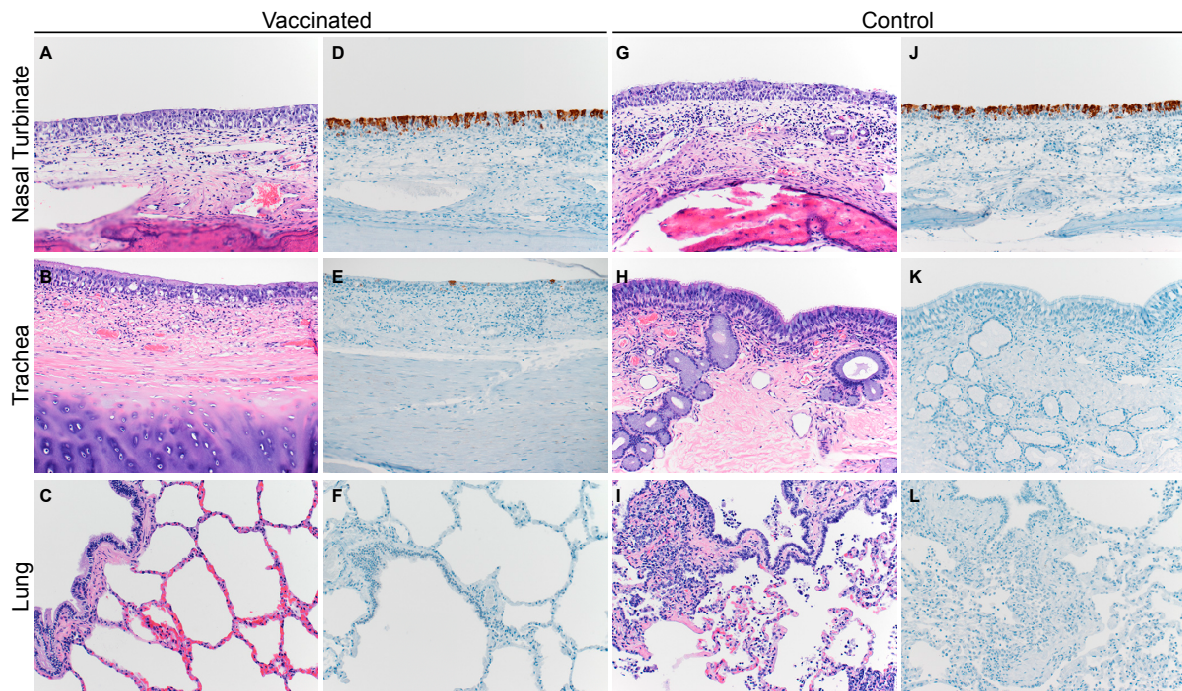 Vaccinated Control
A D G J
Nasal Turbinate
B E H K
Trachea
C F I L
Lung